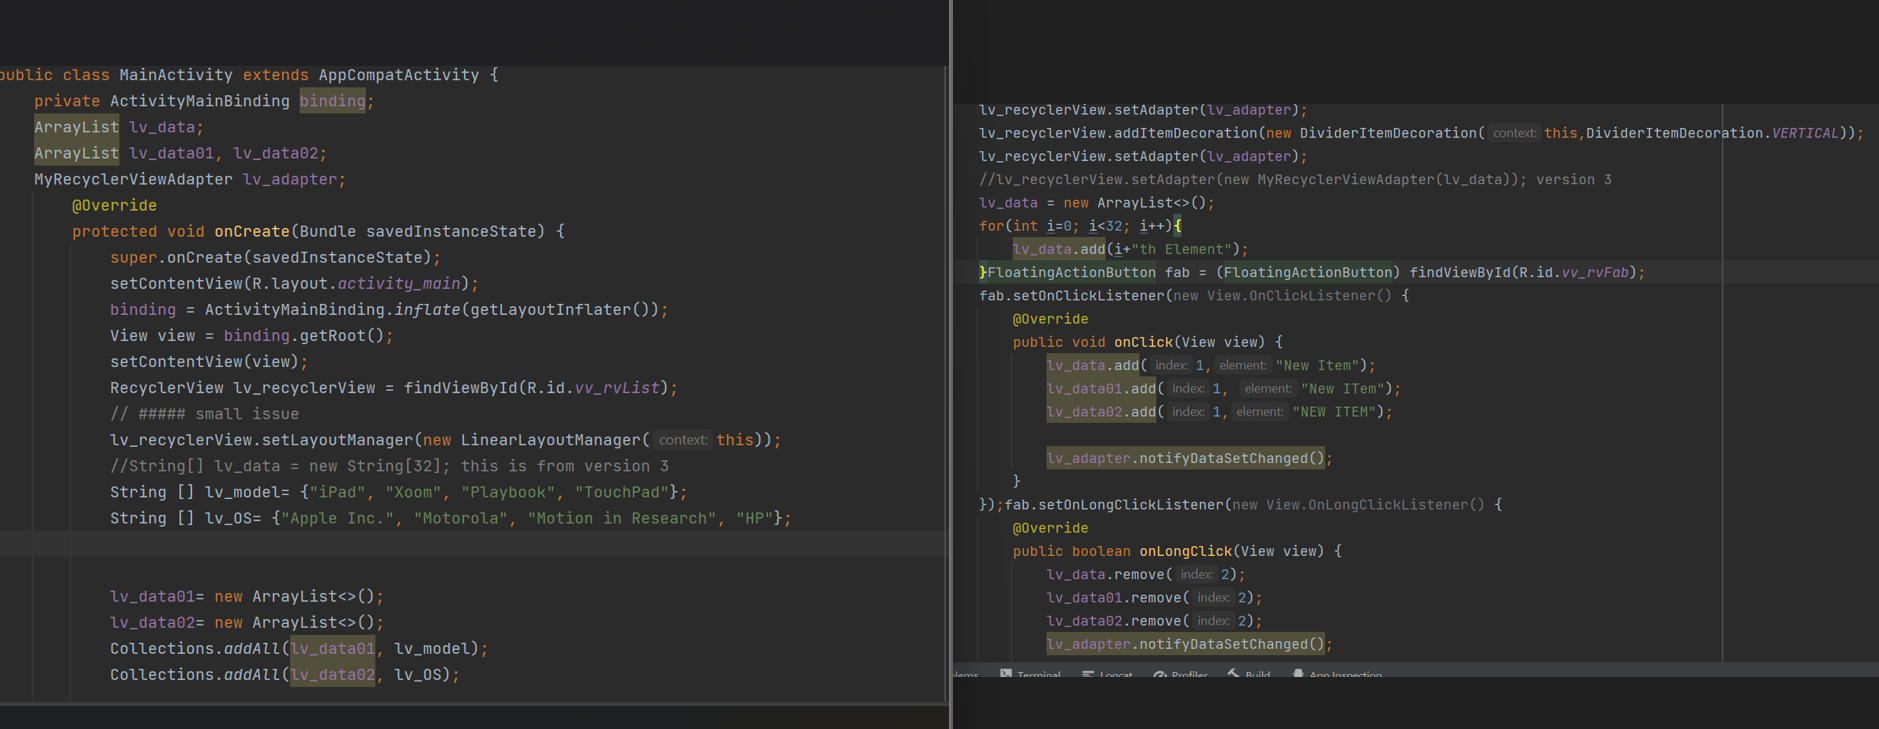 public class MainActivity extends AppCompatActivity {
private ActivityMainBinding binding;
ArrayList lv_data;
ArrayList lv_data01, lv_data02;
MyRecyclerViewAdapter lv_adapter;
@Override
protected void onCreate(Bundle savedInstanceState) {
super.onCreate(savedInstanceState);
setContentView(R.layout.activity_main);
binding = ActivityMainBinding.inflate(getLayoutInflater());
View view = binding.getRoot();
setContentView(view);
RecyclerView lv_recyclerView = findViewById(R.id.vv_rvList);
// ##### small issue
lv_recyclerView.setLayoutManager(new LinearLayoutManager( context: this));
//String[] lv_data = new String[32]; this is from version 3
String [] lv_model= {"iPad", "Xoom", "Playbook", "TouchPad"};
String [] lv_OS= {"Apple Inc.", "Motorola", "Motion in Research", "HP"};
lv_data01= new ArrayList<>();
lv_data02= new ArrayList<>();
Collections.addAll(lv_data01, lv_model);
Collections.addAll(lv_data02, lv_OS);
lv_recyclerView.setAdapter(lv_adapter);
lv_recyclerView.addItemDecoration(new DividerItemDecoration( context: this,DividerItemDecoration.VERTICAL));
lv_recyclerView.setAdapter(lv_adapter);
//lv_recyclerView.setAdapter(new MyRecyclerViewAdapter(lv_data)); version 3
lv_data = new ArrayList<>();
for(int i=0; i<32; i++){
lv_data.add(i+"th Element");
}FloatingActionButton fab = (FloatingActionButton) findViewById(R.id.vv_rvFab);
fab.setOnClickListener(new View.OnClickListener() {
@Override
public void onClick(View view) {
lv_data.add( index: 1, element: "New Item");
lv_data01.add( index: 1, element: "New ITem");
lv_data02.add( index: 1, element: "NEW ITEM");
lv_adapter.notifyDataSetChanged();
}
});fab.setOnLongClickListener(new View.OnLongClickListener() {
@Override
public boolean onLongClick(View view) {
lv_data.remove( index: 2);
lv_data01.remove( index: 2);
lv_data02.remove( index: 2);
lv_adapter.notifyDataSetChanged();
Terminal Logcat Profiler Build App Inspection